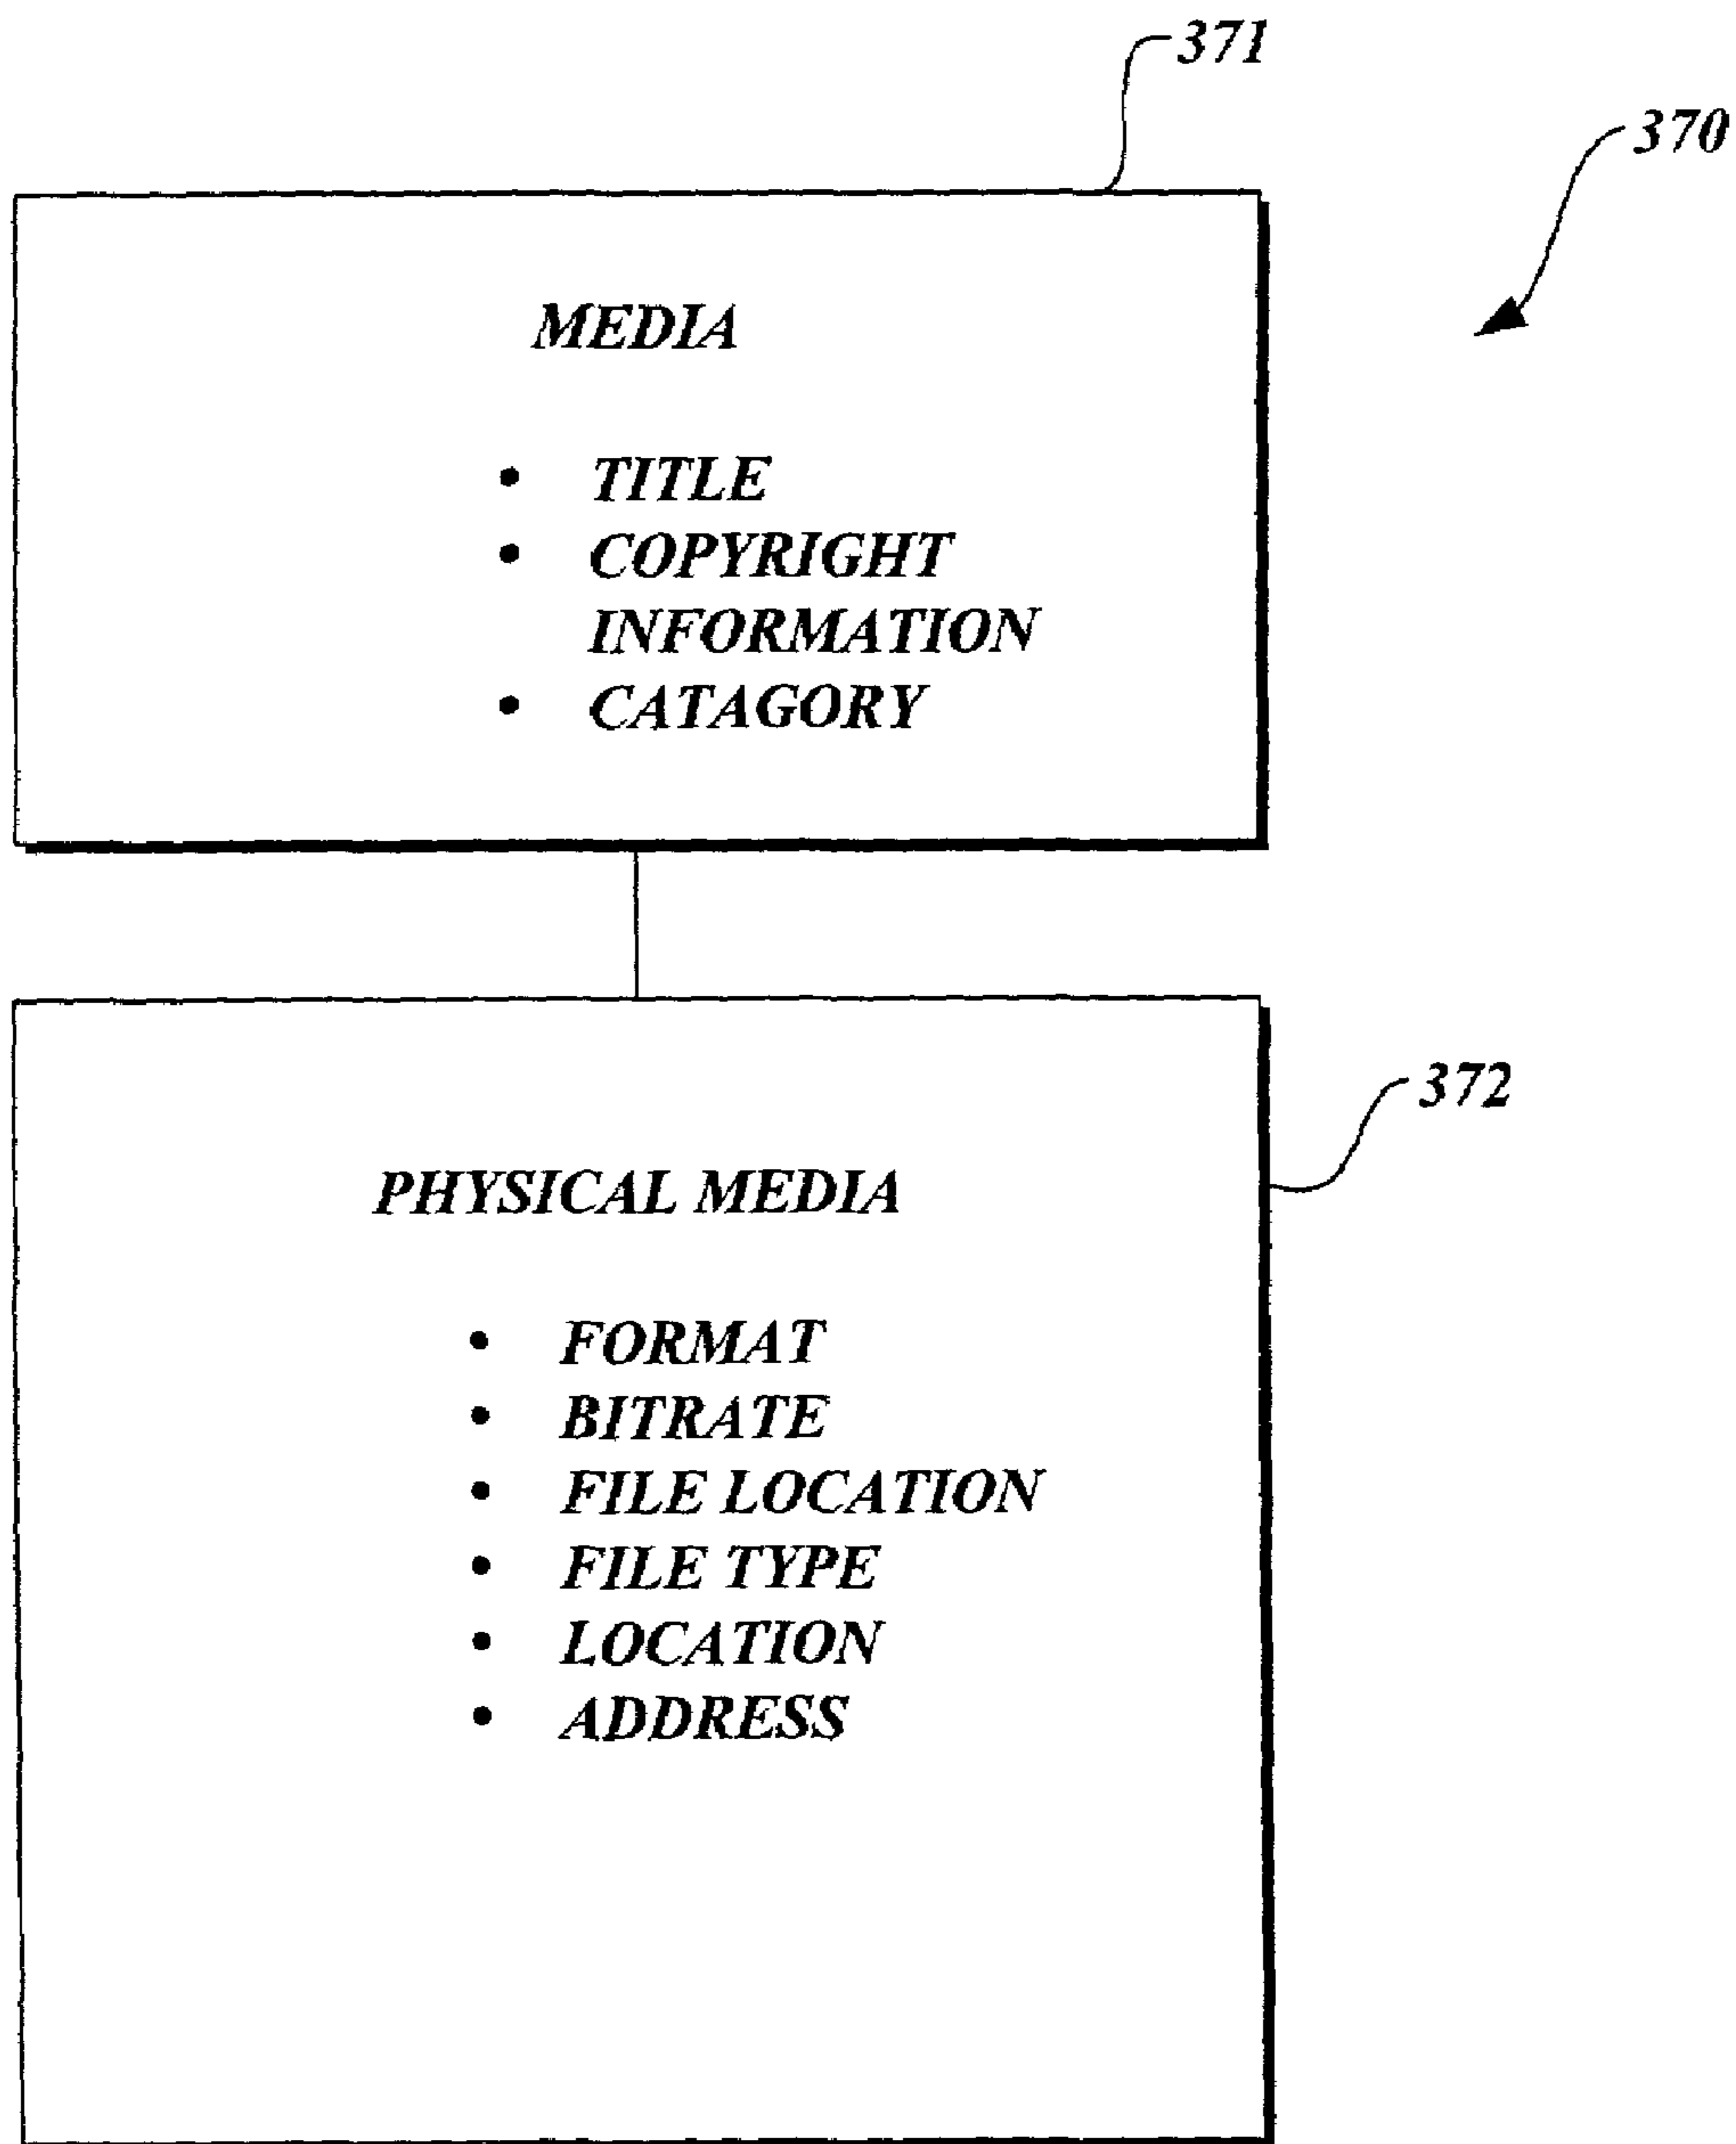 371
370
MEDIA
• TITLE
• COPYRIGHT
INFORMATION
• CATAGORY
372
PHYSICAL MEDIA
• FORMAT
• BITRATE
• FILE LOCATION
• FILE TYPE
• LOCATION
• ADDRESS